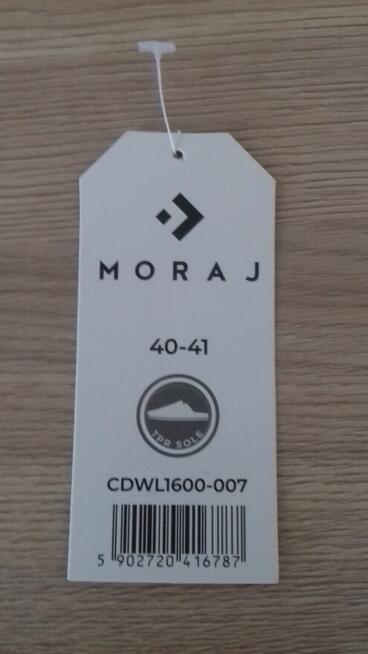 MORAJ
40-41
TPR SOLE
CDWL1600-007
5 902720 416787